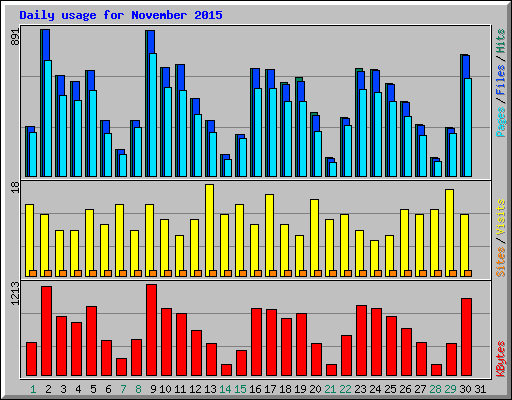 Daily usage for November 2015
891
Pages / Files / Hits
18
Sites / Visits
1213
KBytes
1 2 3 4 5 6 7 8 9 10 11 12 13 14 15 16 17 18 19 20 21 22 23 24 25 26 27 28 29 30 31